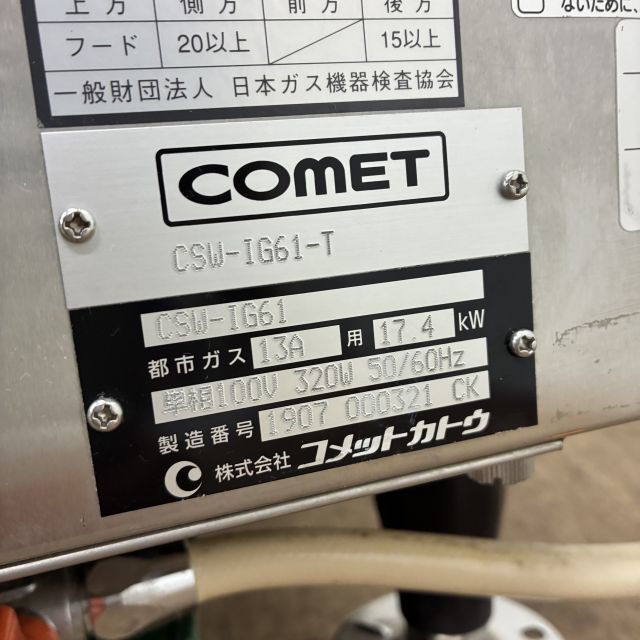 上方 側方 前方 後方
フード 20以上 15以上
一般財団法人 日本ガス機器検査協会
ないために、
COMET
CSW-IG61-T
CSW-IG61
都市ガス 13A 用 17.4 kW
単相100V 320W 50/60Hz
製造番号 1907 000321 CK
株式会社 コメットカトウ